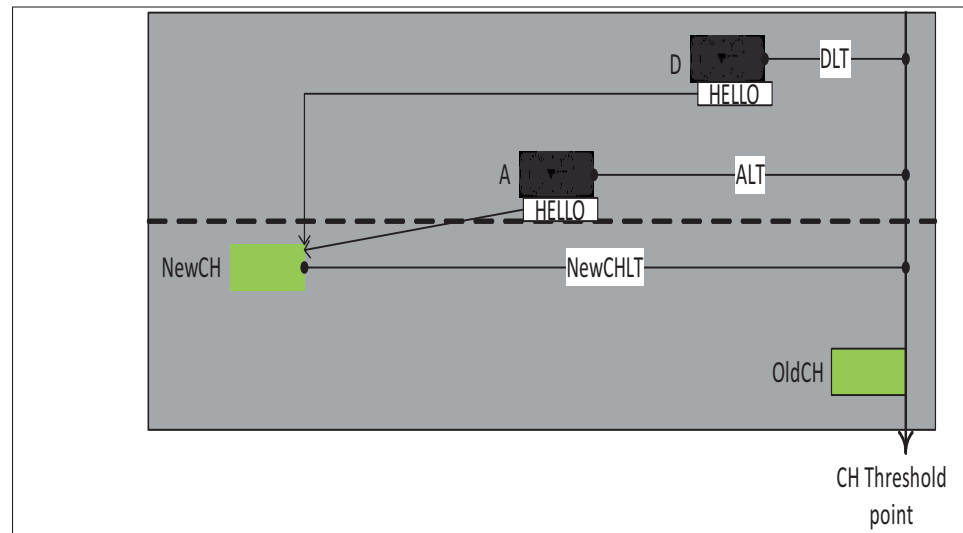 D
DLT
HELLO
A
ALT
HELLO
NewCH
NewCHLT
OldCH
CH Threshold
point